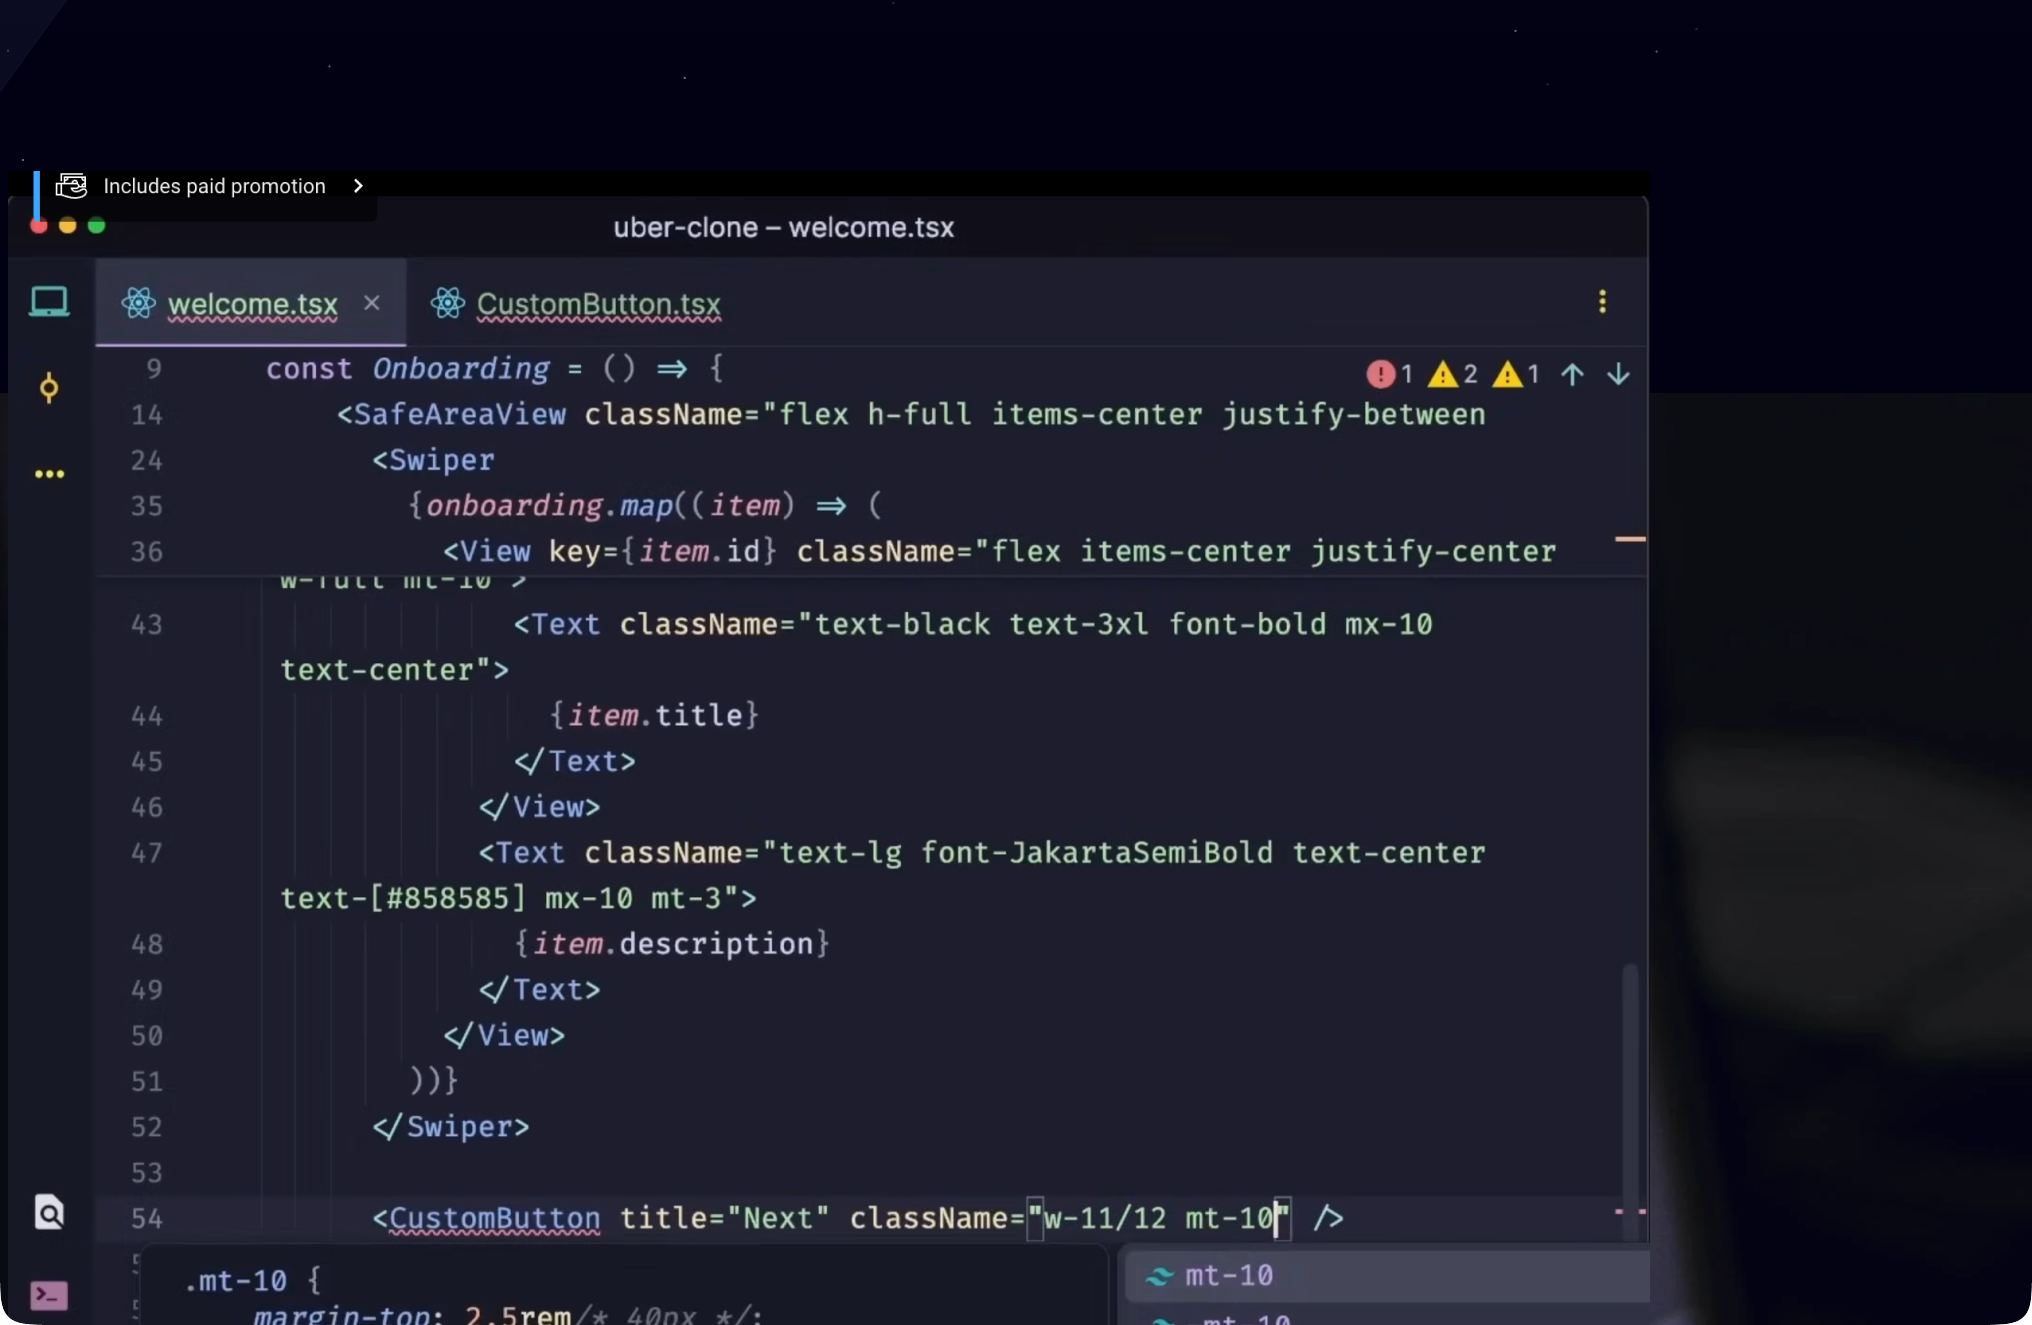 Includes paid promotion
uber-clone – welcome.tsx
welcome.tsx
CustomButton.tsx
9 const Onboarding = () => {
1 2 1
14 <SafeAreaView className="flex h-full items-center justify-between
24 <Swiper
35 {onboarding.map((item) => (
36 <View key={item.id} className="flex items-center justify-center
w-full mt-10">
43 <Text className="text-black text-3xl font-bold mx-10
text-center">
44 {item.title}
45 </Text>
46 </View>
47 <Text className="text-lg font-JakartaSemiBold text-center
text-[#858585] mx-10 mt-3">
48 {item.description}
49 </Text>
50 </View>
51 ))}
52 </Swiper>
53
54 <CustomButton title="Next" className="w-11/12 mt-10" />
.mt-10 {
margin-top: 2.5rem/* 40px */;
mt-10
-mt-10